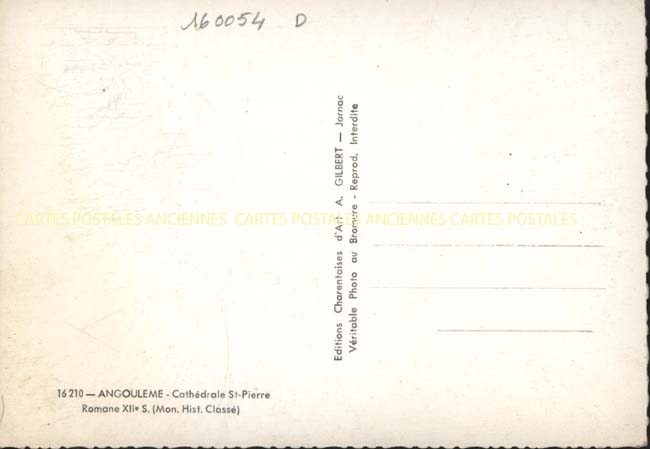 160054 D
Editions Charentaises d'Art A. GILBERT — Jarnac
Véritable Photo au Bromure - Reprod. Interdite
CARTES POSTALES ANCIENNES CARTES POSTALES ANCIENNES CARTES POSTALES
16 210 — ANGOULEME - Cathédrale St-Pierre
Romane XIIe S. (Mon. Hist. Classé)